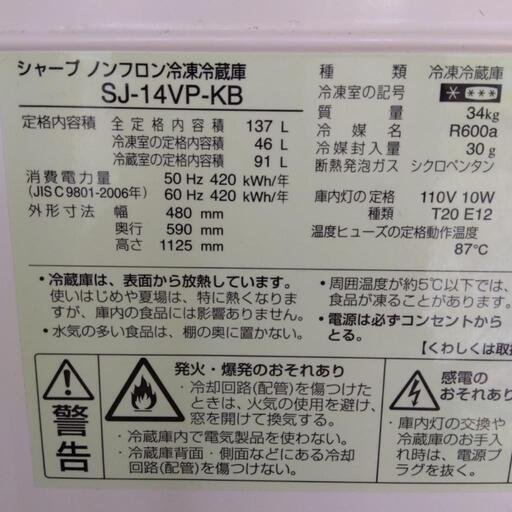 シャープ ノンフロン冷凍冷蔵庫
SJ-14VP-KB
定格内容積 全定格内容積 137 L
冷凍室の定格内容積 46 L
冷蔵室の定格内容積 91 L
消費電力量 50 Hz 420 kWh/年
(JIS C 9801-2006年) 60 Hz 420 kWh/年
外形寸法 幅 480 mm
奥行 590 mm
高さ 1125 mm
種類 冷凍冷蔵庫
冷凍室の記号 * ***
質量 34kg
冷媒名 R600a
冷媒封入量 30 g
断熱発泡ガス シクロペンタン
庫内灯の定格 110V 10W
種類 T20 E12
温度ヒューズの定格動作温度
87℃
• 冷蔵庫は、表面から放熱しています。
使いはじめや夏場は、特に熱くなり
ますが、庫内の食品には影響ありません。
• 水気の多い食品は、棚の奥に置かない。
• 周囲温度が約5℃以下では、
食品が凍ることがあります。
• 電源は必ずコンセントから
とる。
【くわしくは取扱
警告
発火・爆発のおそれあり
• 冷却回路(配管)を傷つけた
ときは、火気の使用を避け、
窓を開けて換気する。
• 冷蔵庫内で電気製品を使わない。
• 冷蔵庫背面・側面などにある冷却
回路(配管)を傷つけない。
感電の
おそれあり
• 庫内灯の交換や
冷蔵庫のお手入
れ時は、電源プ
ラグを抜く。